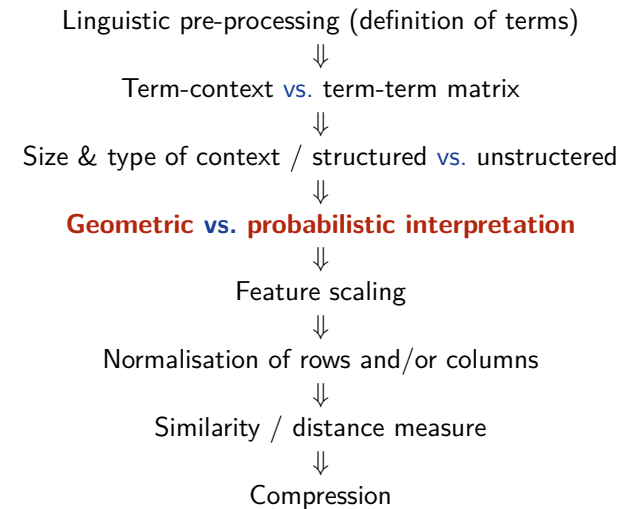 Linguistic pre-processing (definition of terms)
⇓
Term-context vs. term-term matrix
⇓
Size & type of context / structured vs. unstructered
⇓
Geometric vs. probabilistic interpretation
⇓
Feature scaling
⇓
Normalisation of rows and/or columns
⇓
Similarity / distance measure
⇓
Compression